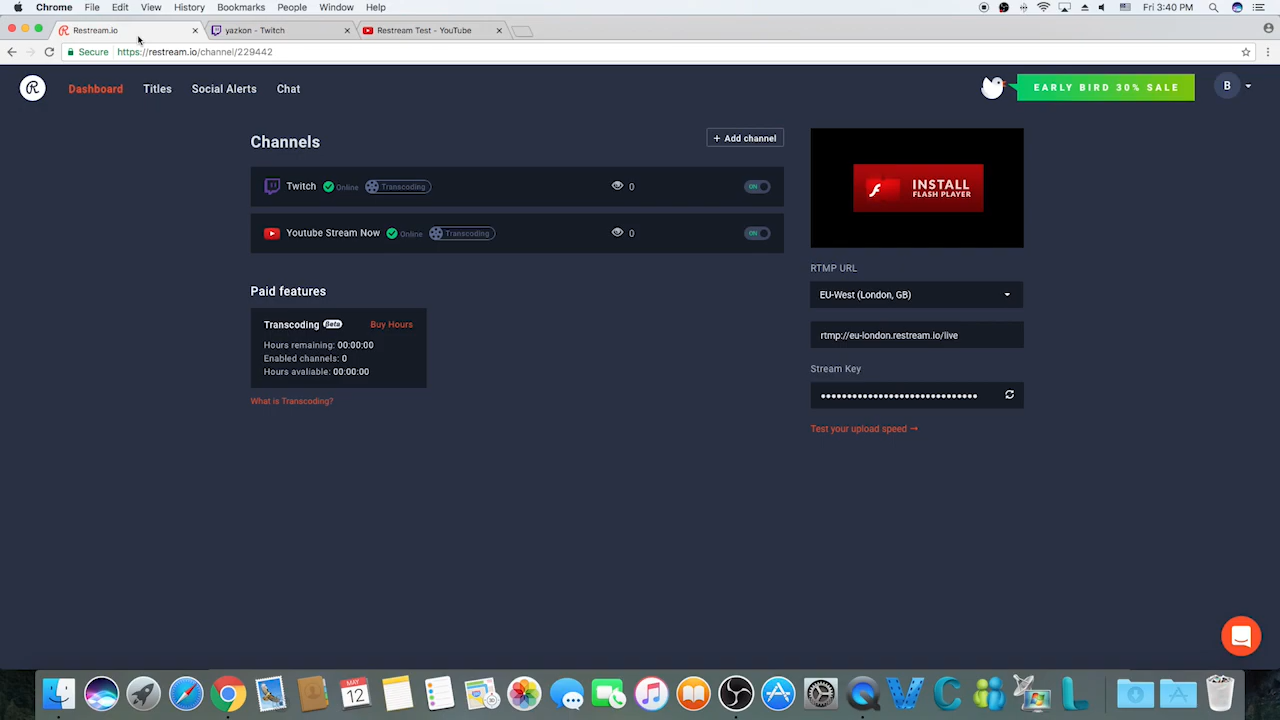 Chrome File Edit View History Bookmarks People Window Help Fri 3:40 PM
Restream.io yazkon - Twitch Restream Test - YouTube
Secure https://restream.io/channel/229442
R Dashboard Titles Social Alerts Chat EARLY BIRD 30% SALE B
Channels + Add channel
Twitch Online Transcoding 0 ON
Youtube Stream Now Online Transcoding 0 ON
INSTALL
FLASH PLAYER
RTMP URL
EU-West (London, GB)
rtmp://eu-london.restream.io/live
Stream Key
••••••••••••••••••••••••••••••
Test your upload speed →
Paid features
Transcoding Beta Buy Hours
Hours remaining: 00:00:00
Enabled channels: 0
Hours avaliable: 00:00:00
What is Transcoding?
MAY
12